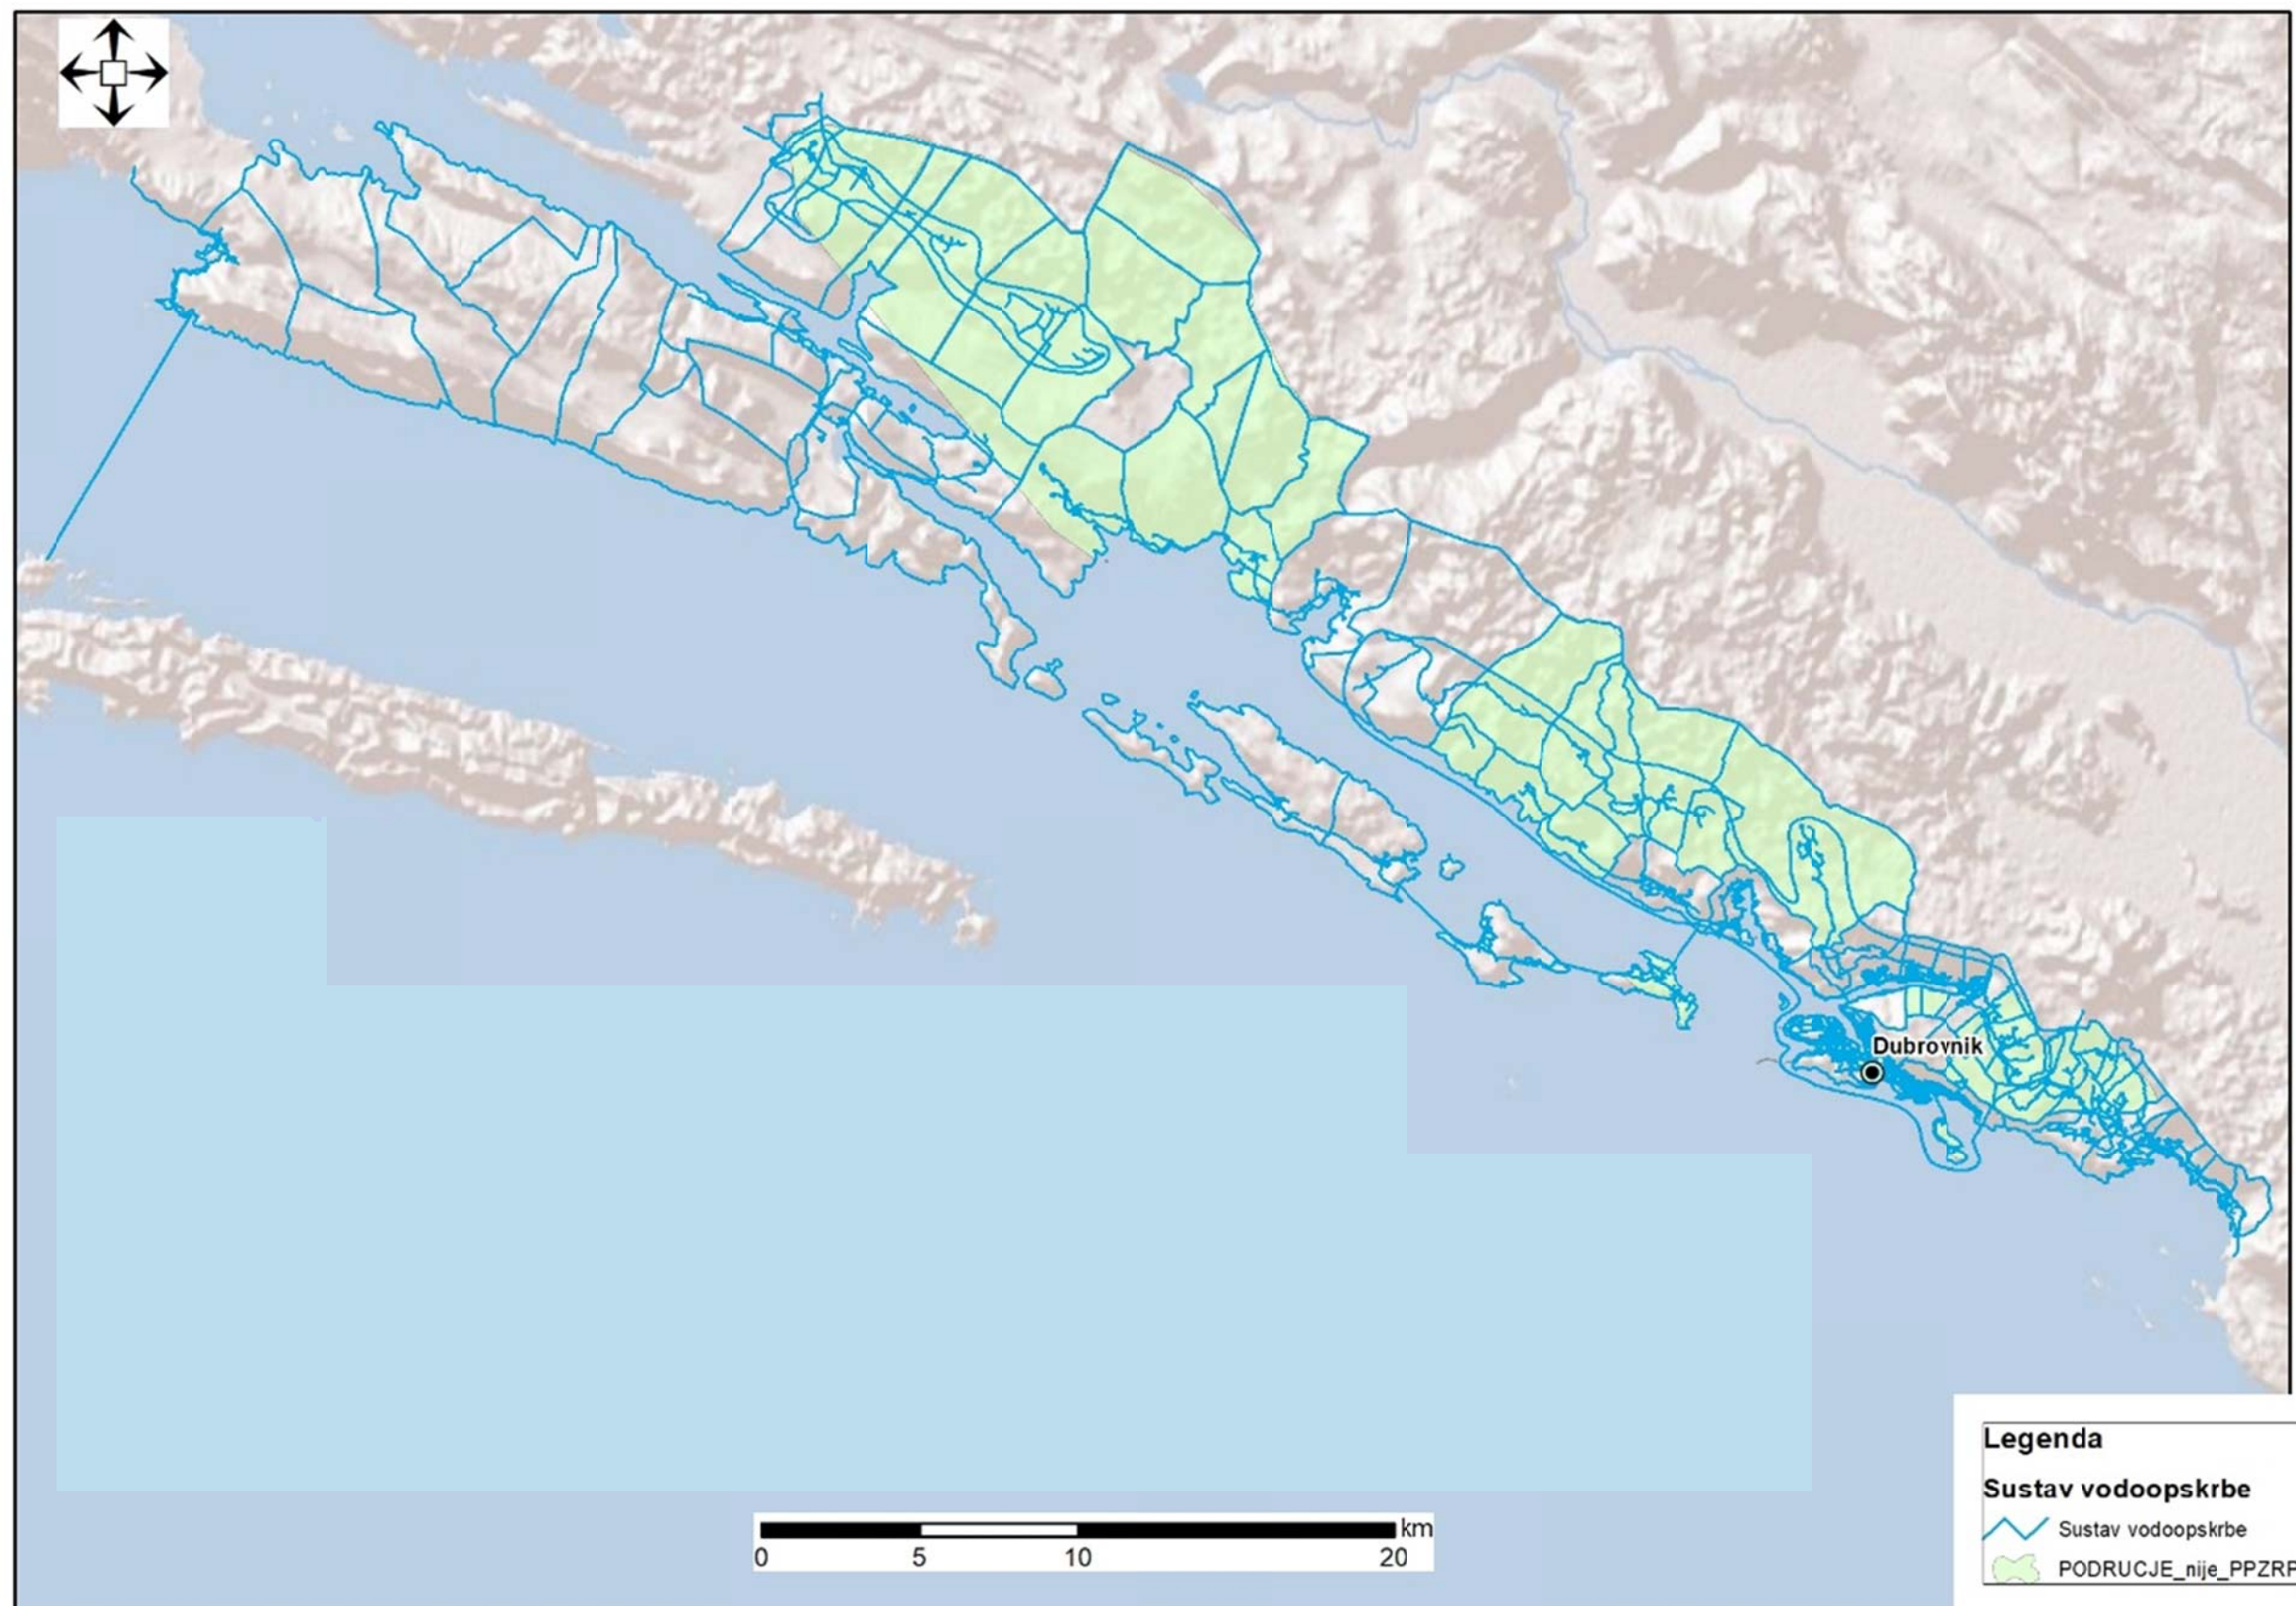 Dubrovnik
km
0 5 10 20
Legenda
Sustav vodoopskrbe
Sustav vodoopskrbe
PODRUCJE_nije_PPZRP